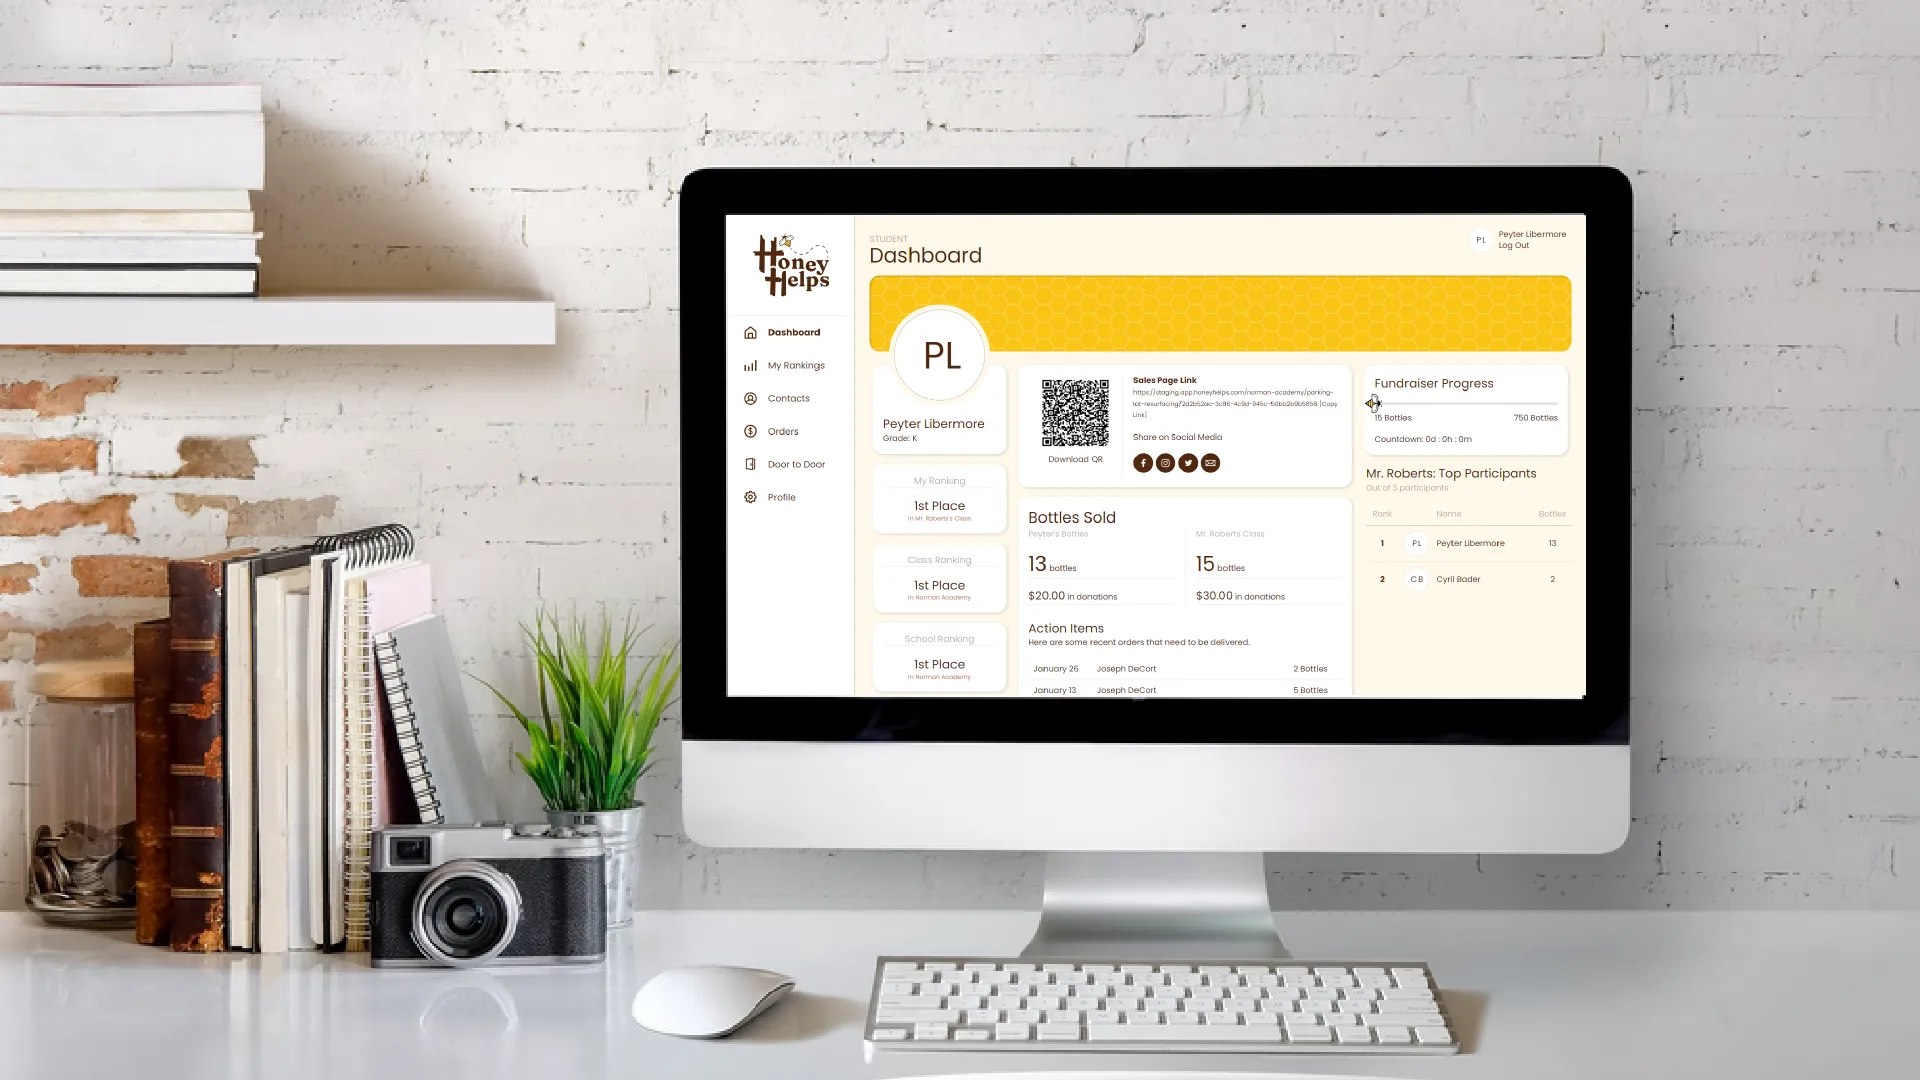 Honey
Helps
Dashboard
My Rankings
Contacts
Orders
Door to Door
Profile
STUDENT
Dashboard
PL
Peyter Libermore
Log Out
PL
Peyter Libermore
Grade: K
My Ranking
1st Place
In Mr. Roberts's Class
Class Ranking
1st Place
In Norman Academy
School Ranking
1st Place
In Norman Academy
Download QR
Sales Page Link
https://staging.app.honeyhelps.com/norman-academy/parking-
lot-resurfacing/2d2b52ac-3c86-4c9d-945c-50bb2b9b5856 [Copy
Link]
Share on Social Media
Bottles Sold
Peyter's Bottles
13 bottles
$20.00 in donations
Mr. Roberts Class
15 bottles
$30.00 in donations
Action Items
Here are some recent orders that need to be delivered.
January 26 Joseph DeCort 2 Bottles
January 13 Joseph DeCort 5 Bottles
Fundraiser Progress
15 Bottles 750 Bottles
Countdown: 0d : 0h : 0m
Mr. Roberts: Top Participants
Out of 3 participants
Rank Name Bottles
1 PL Peyter Libermore 13
2 CB Cyril Bader 2